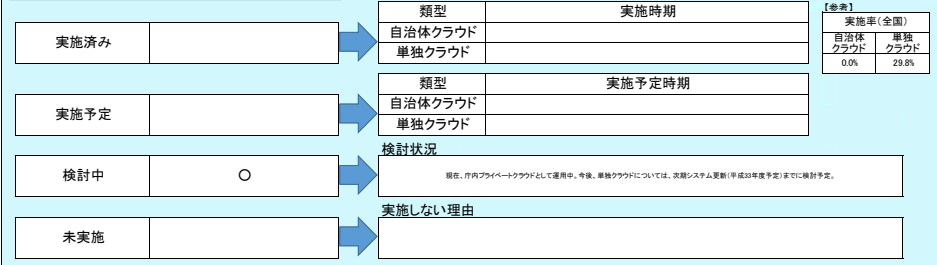 類型 実施時期
実施済み
自治体クラウド
単独クラウド
【参考】
実施率(全国)
自治体 単独
クラウド クラウド
0.0% 29.8%
類型 実施予定時期
実施予定
自治体クラウド
単独クラウド
検討状況
検討中 ○ 現在、庁内プライベートクラウドとして運用中。今後、単独クラウドについては、次期システム更新(平成33年度予定)までに検討予定。
実施しない理由
未実施